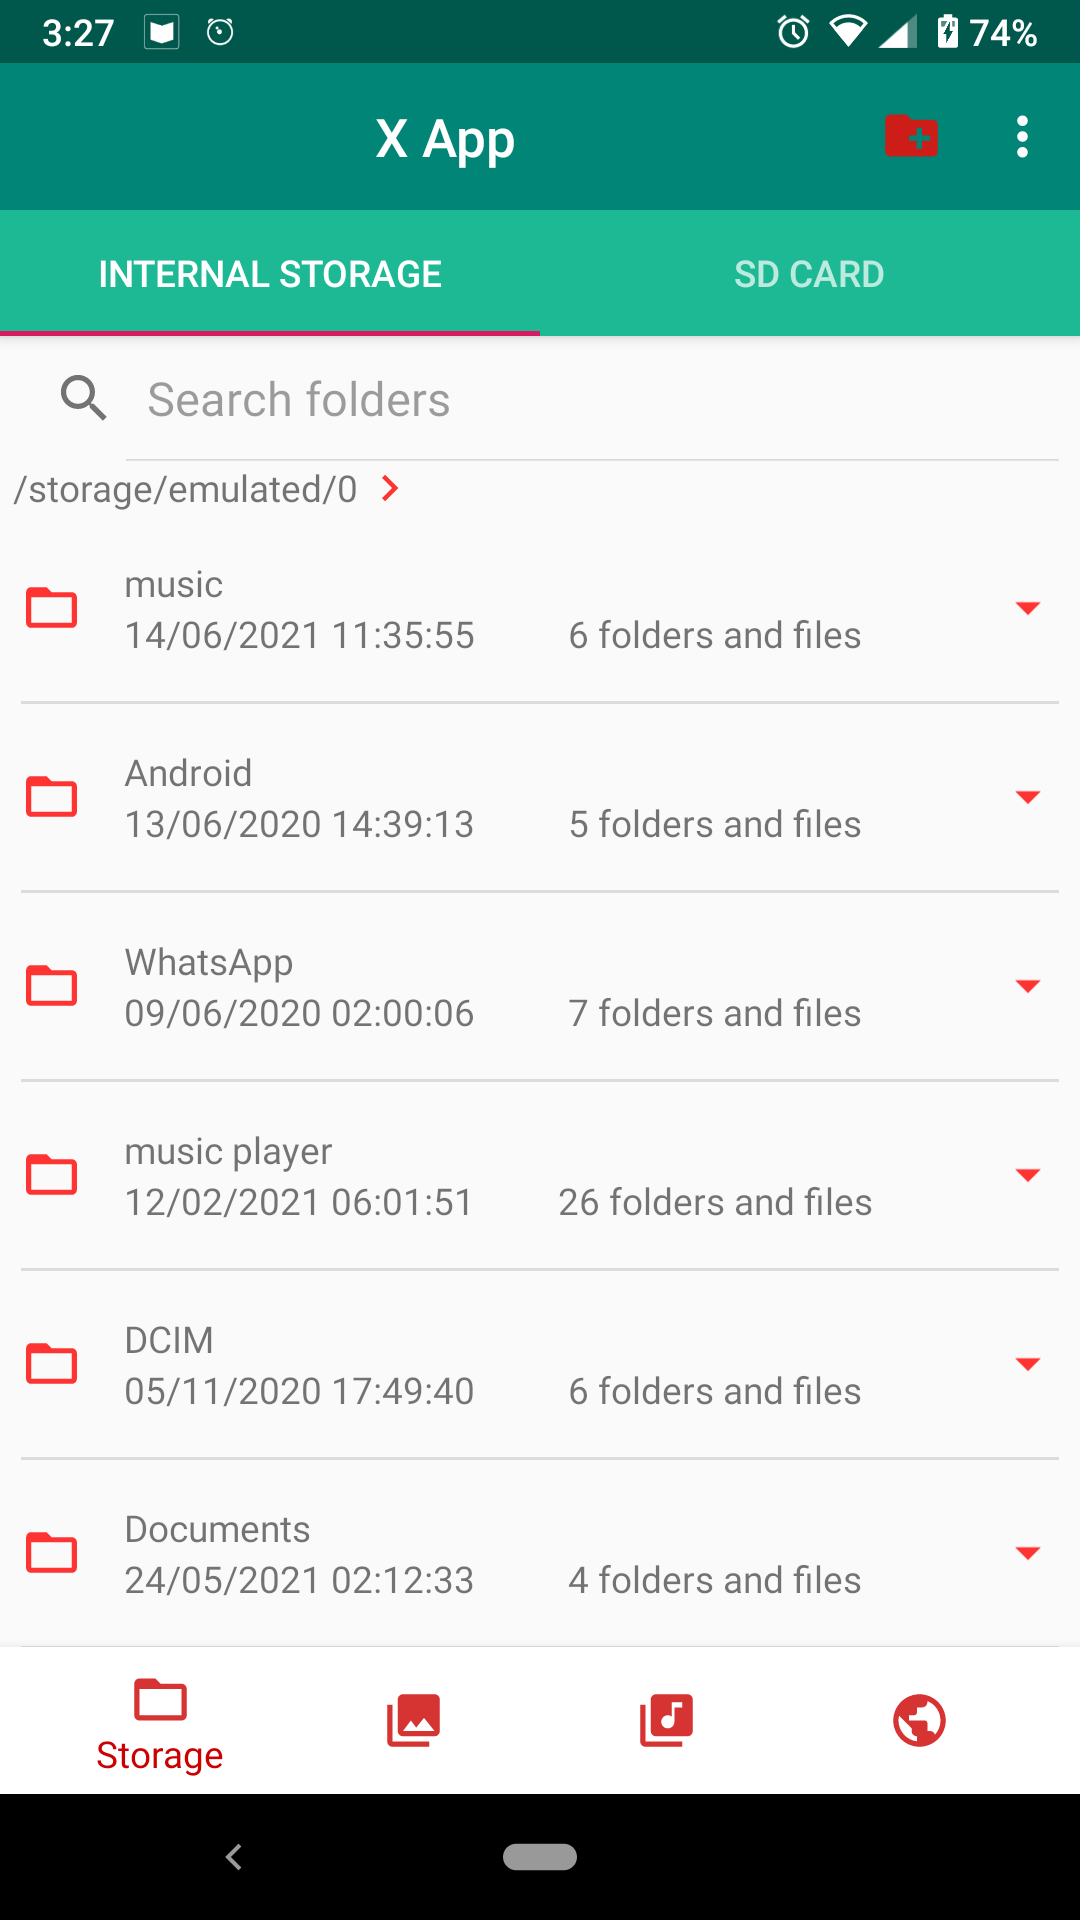 3:27
74%
X App
INTERNAL STORAGE
SD CARD
Search folders
/storage/emulated/0
music
14/06/2021 11:35:55
6 folders and files
Android
13/06/2020 14:39:13
5 folders and files
WhatsApp
09/06/2020 02:00:06
7 folders and files
music player
12/02/2021 06:01:51
26 folders and files
DCIM
05/11/2020 17:49:40
6 folders and files
Documents
24/05/2021 02:12:33
4 folders and files
Storage